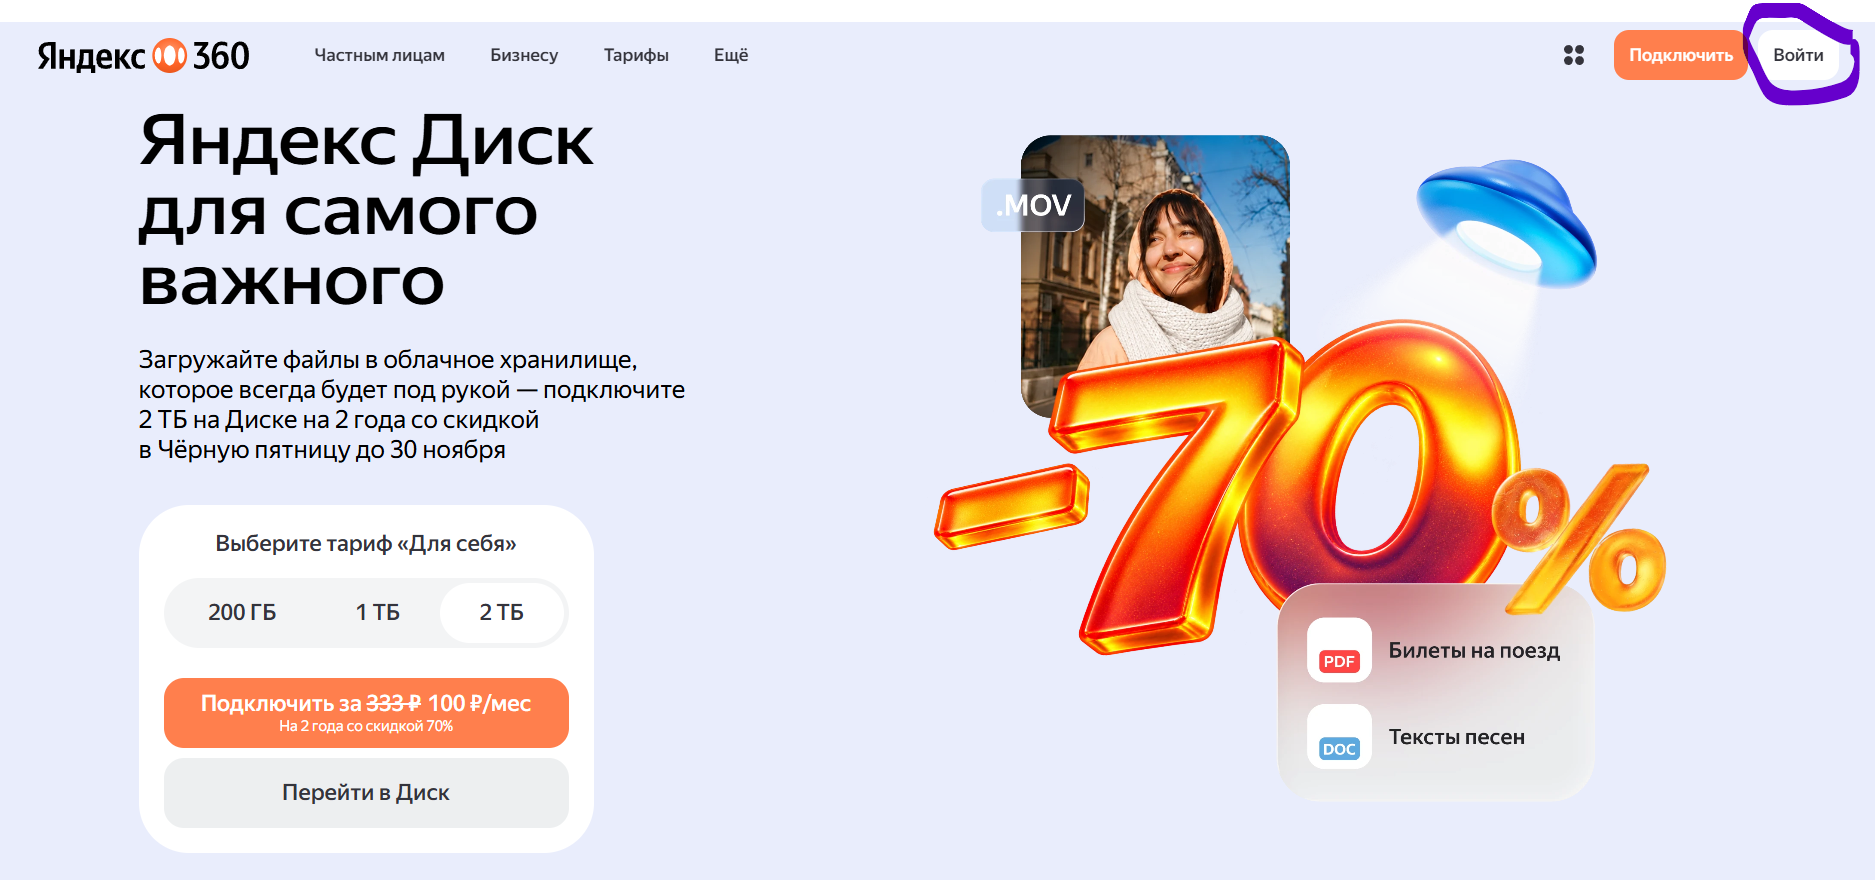 Яндекс 360
Частным лицам
Бизнесу
Тарифы
Ещё
Подключить
Войти
Яндекс Диск
для самого
важного
Загружайте файлы в облачное хранилище,
которое всегда будет под рукой — подключите
2 ТБ на Диске на 2 года со скидкой
в Чёрную пятницу до 30 ноября
Выберите тариф «Для себя»
200 ГБ
1 ТБ
2 ТБ
Подключить за 333 ₽ 100 ₽/мес
На 2 года со скидкой 70%
Перейти в Диск
.MOV
-70%
PDF
Билеты на поезд
DOC
Тексты песен